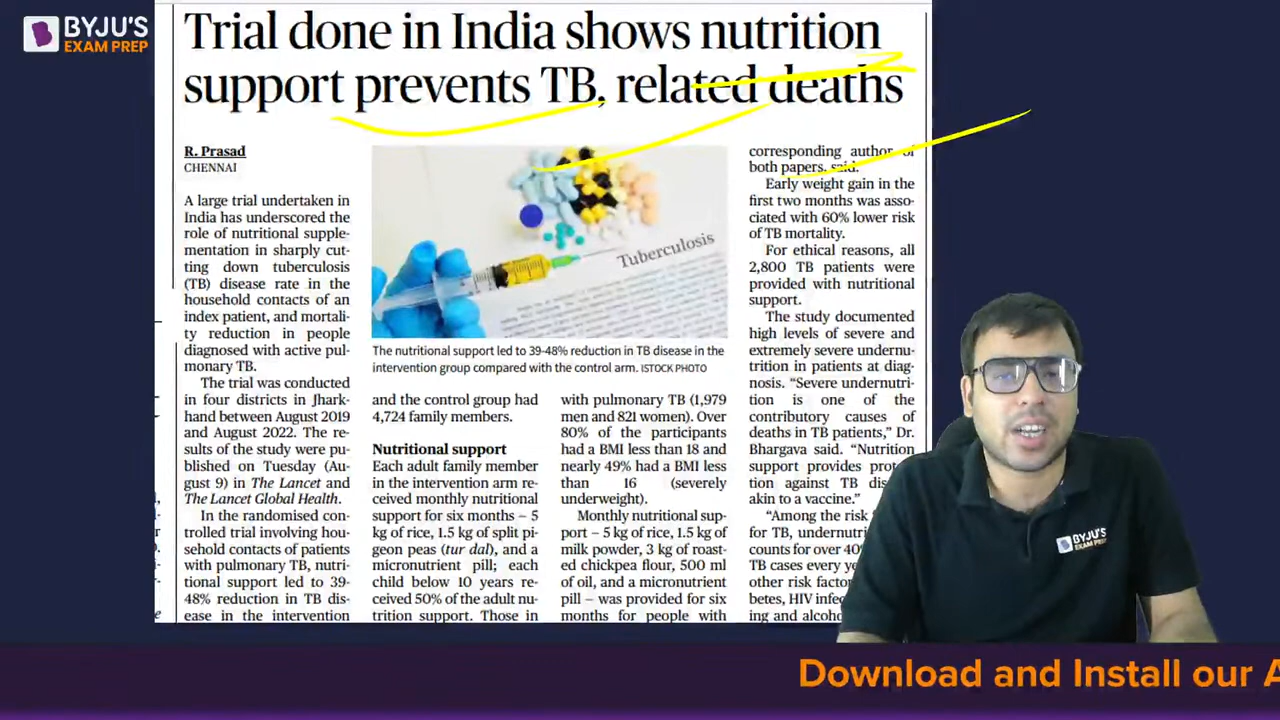 BYJU'S
EXAM PREP
Trial done in India shows nutrition
support prevents TB, related deaths
R. Prasad
CHENNAI
A large trial undertaken in
India has underscored the
role of nutritional supple-
mentation in sharply cut-
ting down tuberculosis
(TB) disease rate in the
household contacts of an
index patient, and mortali-
ty reduction in people
diagnosed with active pul-
monary TB.
The trial was conducted
in four districts in Jhark-
hand between August 2019
and August 2022. The re-
sults of the study were pu-
blished on Tuesday (Au-
gust 9) in The Lancet and
The Lancet Global Health.
In the randomised con-
trolled trial involving hou-
sehold contacts of patients
with pulmonary TB, nutri-
tional support led to 39-
48% reduction in TB dis-
ease in the intervention
Tuberculosis
The nutritional support led to 39-48% reduction in TB disease in the
intervention group compared with the control arm. ISTOCK PHOTO
and the control group had
4,724 family members.
Nutritional support
Each adult family member
in the intervention arm re-
ceived monthly nutritional
support for six months – 5
kg of rice, 1.5 kg of split pi-
geon peas (tur dal), and a
micronutrient pill; each
child below 10 years re-
ceived 50% of the adult nu-
trition support. Those in
with pulmonary TB (1,979
men and 821 women). Over
80% of the participants
had a BMI less than 18 and
nearly 49% had a BMI less
than 16 (severely
underweight).
Monthly nutritional sup-
port – 5 kg of rice, 1.5 kg of
milk powder, 3 kg of roast-
ed chickpea flour, 500 ml
of oil, and a micronutrient
pill – was provided for six
months for people with
corresponding author of
both papers, said.
Early weight gain in the
first two months was asso-
ciated with 60% lower risk
of TB mortality.
For ethical reasons, all
2,800 TB patients were
provided with nutritional
support.
The study documented
high levels of severe and
extremely severe undernu-
trition in patients at diag-
nosis. “Severe undernutri-
tion is one of the
contributory causes of
deaths in TB patients,” Dr.
Bhargava said. “Nutrition
support provides
against TB
akin to a vaccine.”
“Among the risk
for TB,
counts for over
TB cases every
other risk
HIV
ing and
BYJU'S
EXAM PREP
Download and Install our